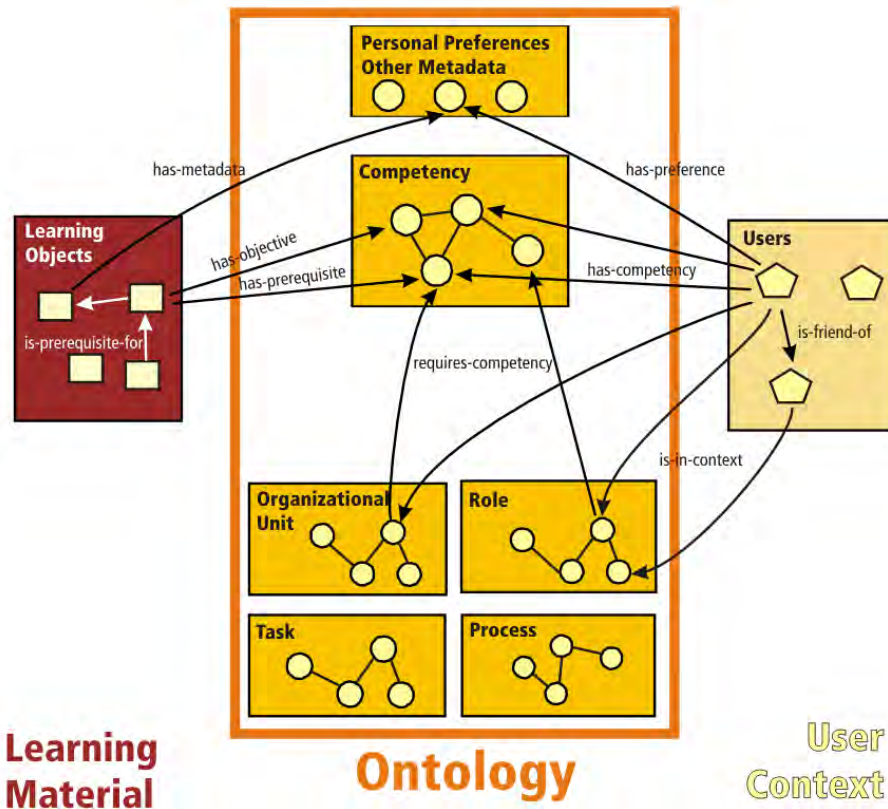 Personal Preferences
Other Metadata
has-metadata
has-preference
Competency
Learning
Objects
Users
has-objective
has-prerequisite
has-competency
is-prerequisite-for
is-friend-of
requires-competency
is-in-context
Organizational
Unit
Role
Task
Process
Learning
Material
Ontology
User
Context